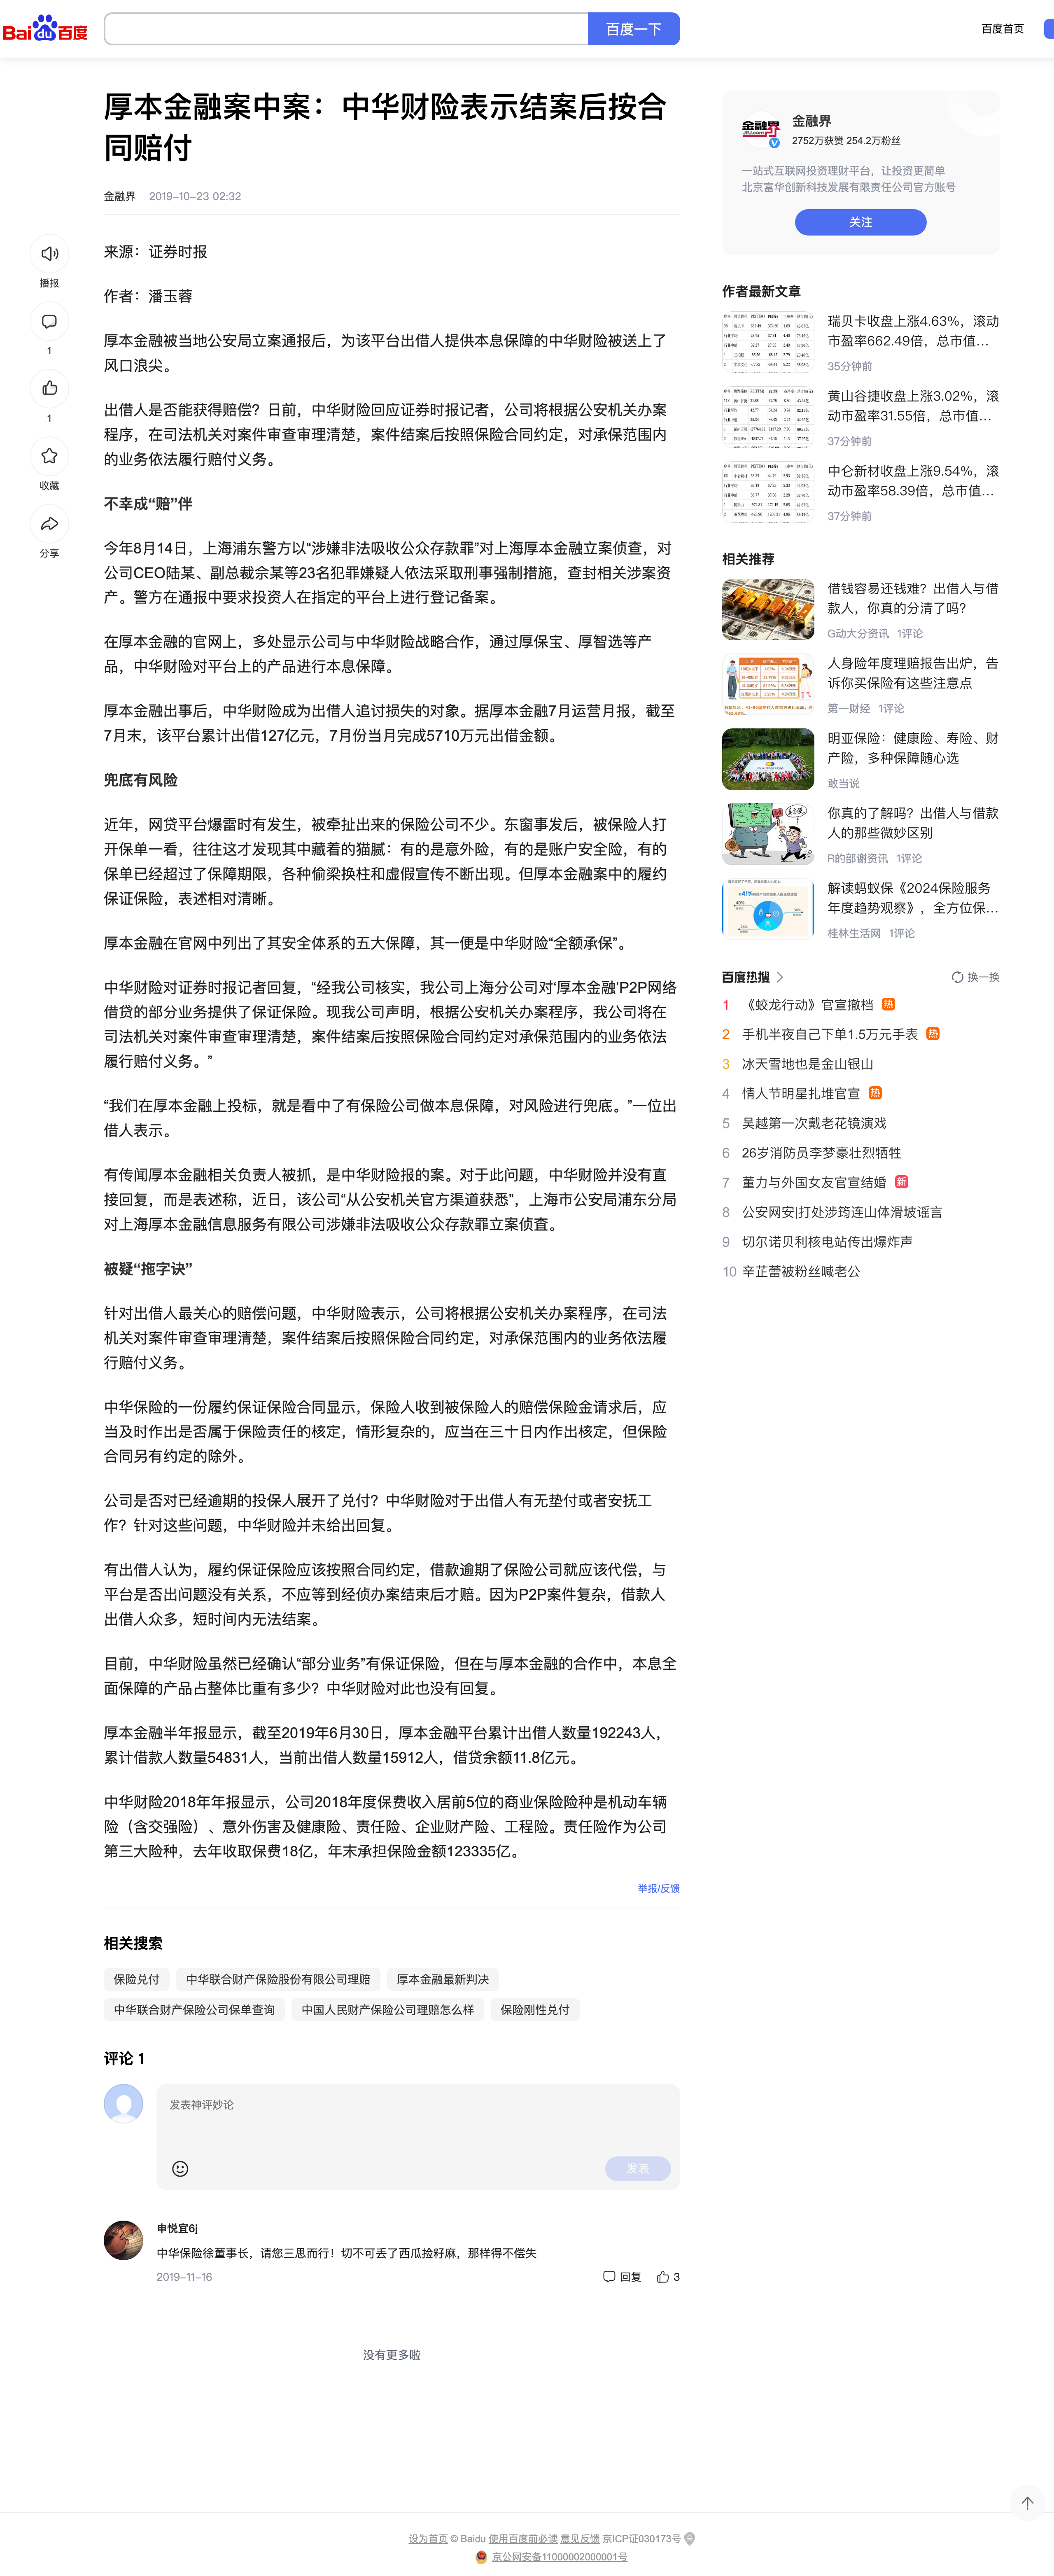 Bai du 百度
百度一下
百度首页
厚本金融案中案：中华财险表示结案后按合
同赔付
金融界 2019-10-23 02:32
播报
1
1
收藏
分享
来源：证券时报
作者：潘玉蓉
厚本金融被当地公安局立案通报后，为该平台出借人提供本息保障的中华财险被送上了
风口浪尖。
出借人是否能获得赔偿？日前，中华财险回应证券时报记者，公司将根据公安机关办案
程序，在司法机关对案件审查审理清楚，案件结案后按照保险合同约定，对承保范围内
的业务依法履行赔付义务。
不幸成“赔”伴
今年8月14日，上海浦东警方以“涉嫌非法吸收公众存款罪”对上海厚本金融立案侦查，对
公司CEO陆某、副总裁佘某等23名犯罪嫌疑人依法采取刑事强制措施，查封相关涉案资
产。警方在通报中要求投资人在指定的平台上进行登记备案。
在厚本金融的官网上，多处显示公司与中华财险战略合作，通过厚保宝、厚智选等产
品，中华财险对平台上的产品进行本息保障。
厚本金融出事后，中华财险成为出借人追讨损失的对象。据厚本金融7月运营月报，截至
7月末，该平台累计出借127亿元，7月份当月完成5710万元出借金额。
兜底有风险
近年，网贷平台爆雷时有发生，被牵扯出来的保险公司不少。东窗事发后，被保险人打
开保单一看，往往这才发现其中藏着的猫腻：有的是意外险，有的是账户安全险，有的
保单已经超过了保障期限，各种偷梁换柱和虚假宣传不断出现。但厚本金融案中的履约
保证保险，表述相对清晰。
厚本金融在官网中列出了其安全体系的五大保障，其一便是中华财险“全额承保”。
中华财险对证券时报记者回复，“经我公司核实，我公司上海分公司对‘厚本金融’P2P网络
借贷的部分业务提供了保证保险。现我公司声明，根据公安机关办案程序，我公司将在
司法机关对案件审查审理清楚，案件结案后按照保险合同约定对承保范围内的业务依法
履行赔付义务。”
“我们在厚本金融上投标，就是看中了有保险公司做本息保障，对风险进行兜底。”一位出
借人表示。
有传闻厚本金融相关负责人被抓，是中华财险报的案。对于此问题，中华财险并没有直
接回复，而是表述称，近日，该公司“从公安机关官方渠道获悉”，上海市公安局浦东分局
对上海厚本金融信息服务有限公司涉嫌非法吸收公众存款罪立案侦查。
被疑“拖字诀”
针对出借人最关心的赔偿问题，中华财险表示，公司将根据公安机关办案程序，在司法
机关对案件审查审理清楚，案件结案后按照保险合同约定，对承保范围内的业务依法履
行赔付义务。
中华保险的一份履约保证保险合同显示，保险人收到被保险人的赔偿保险金请求后，应
当及时作出是否属于保险责任的核定，情形复杂的，应当在三十日内作出核定，但保险
合同另有约定的除外。
公司是否对已经逾期的投保人展开了兑付？中华财险对于出借人有无垫付或者安抚工
作？针对这些问题，中华财险并未给出回复。
有出借人认为，履约保证保险应该按照合同约定，借款逾期了保险公司就应该代偿，与
平台是否出问题没有关系，不应等到经侦办案结束后才赔。因为P2P案件复杂，借款人
出借人众多，短时间内无法结案。
目前，中华财险虽然已经确认“部分业务”有保证保险，但在与厚本金融的合作中，本息全
面保障的产品占整体比重有多少？中华财险对此也没有回复。
厚本金融半年报显示，截至2019年6月30日，厚本金融平台累计出借人数量192243人，
累计借款人数量54831人，当前出借人数量15912人，借贷余额11.8亿元。
中华财险2018年年报显示，公司2018年度保费收入居前5位的商业保险险种是机动车辆
险（含交强险）、意外伤害及健康险、责任险、企业财产险、工程险。责任险作为公司
第三大险种，去年收取保费18亿，年末承担保险金额123335亿。
举报/反馈
相关搜索
保险兑付 中华联合财产保险股份有限公司理赔 厚本金融最新判决
中华联合财产保险公司保单查询 中国人民财产保险公司理赔怎么样 保险刚性兑付
评论 1
发表神评妙论
发表
申悦宜6j
中华保险徐董事长，请您三思而行！切不可丢了西瓜捡籽麻，那样得不偿失
2019-11-16 回复 3
没有更多啦
金融界
金融界
2752万获赞 254.2万粉丝
一站式互联网投资理财平台，让投资更简单
北京富华创新科技发展有限责任公司官方账号
关注
作者最新文章
瑞贝卡收盘上涨4.63%，滚动
市盈率662.49倍，总市值...
35分钟前
黄山谷捷收盘上涨3.02%，滚
动市盈率31.55倍，总市值...
37分钟前
中仑新材收盘上涨9.54%，滚
动市盈率58.39倍，总市值...
37分钟前
相关推荐
借钱容易还钱难？出借人与借
款人，你真的分清了吗？
G动大分资讯 1评论
人身险年度理赔报告出炉，告
诉你买保险有这些注意点
第一财经 1评论
明亚保险：健康险、寿险、财
产险，多种保障随心选
敢当说
你真的了解吗？出借人与借款
人的那些微妙区别
R的部谢资讯 1评论
解读蚂蚁保《2024保险服务
年度趋势观察》，全方位保...
桂林生活网 1评论
百度热搜 换一换
1 《蛟龙行动》官宣撤档 热
2 手机半夜自己下单1.5万元手表 热
3 冰天雪地也是金山银山
4 情人节明星扎堆官宣 热
5 吴越第一次戴老花镜演戏
6 26岁消防员李梦豪壮烈牺牲
7 董力与外国女友官宣结婚 新
8 公安网安|打处涉筠连山体滑坡谣言
9 切尔诺贝利核电站传出爆炸声
10 辛芷蕾被粉丝喊老公
设为首页 © Baidu 使用百度前必读 意见反馈 京ICP证030173号
京公网安备11000002000001号